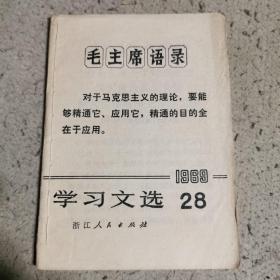 毛主席语录
对于马克思主义的理论，要能
够精通它、应用它，精通的目的全
在于应用。
1969
学习文选 28
浙江人民出版社